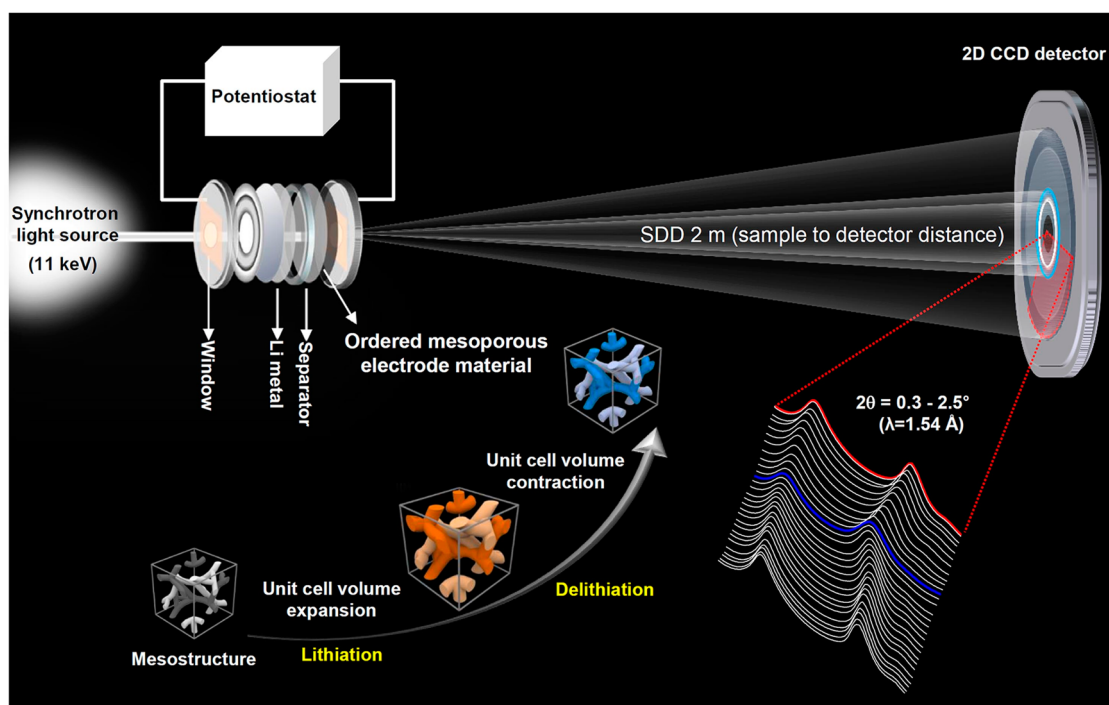 Potentiostat
2D CCD detector
Synchrotron
light source
(11 keV)
SDD 2 m (sample to detector distance)
Window
Li metal
Separator
Ordered mesoporous
electrode material
2θ = 0.3 - 2.5°
(λ=1.54 Å)
Unit cell volume
contraction
Unit cell volume
expansion
Delithiation
Mesostructure
Lithiation